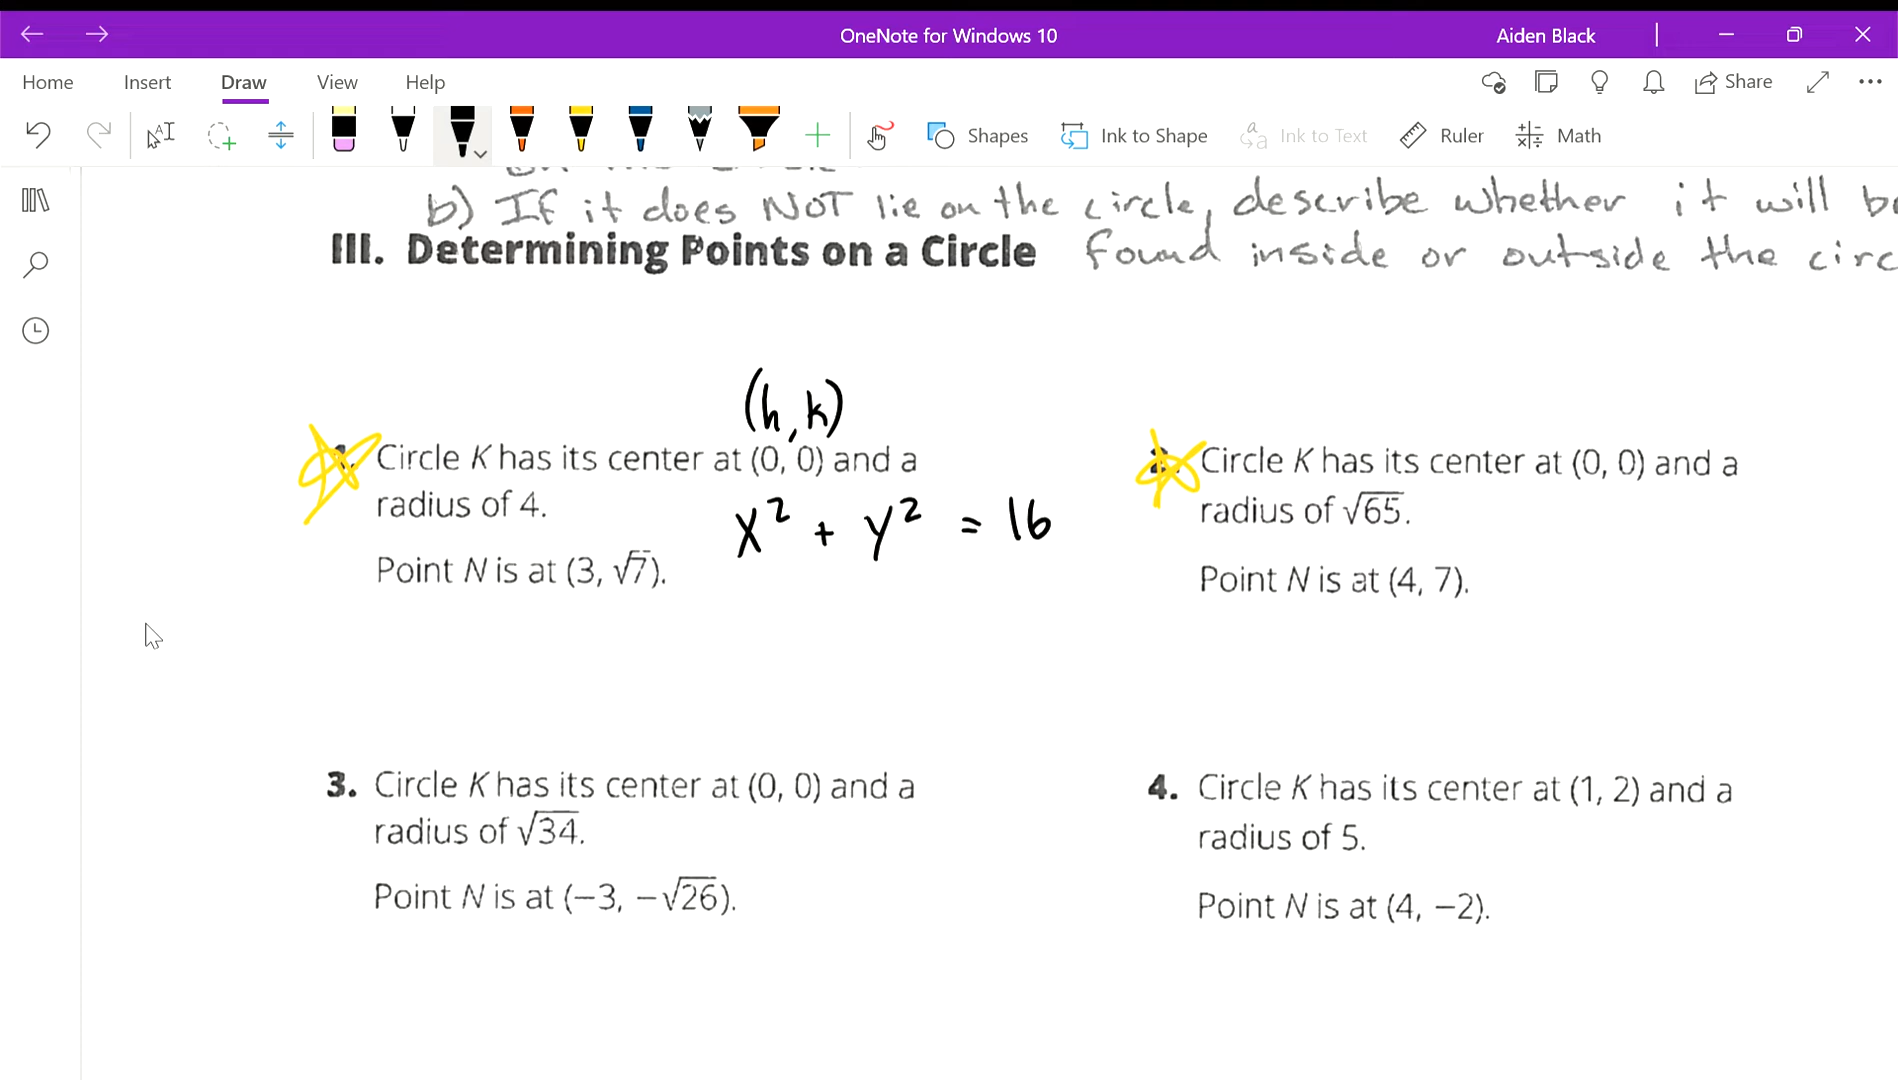 OneNote for Windows 10
Aiden Black
Home Insert Draw View Help
Share
Shapes Ink to Shape Ink to Text Ruler Math
b) If it does NOT lie on the circle, describe whether it will be
III. Determining Points on a Circle found inside or outside the circ
(h, k)
1. Circle K has its center at (0, 0) and a
radius of 4.
x² + y² = 16
Point N is at (3, √7).
2. Circle K has its center at (0, 0) and a
radius of √65.
Point N is at (4, 7).
3. Circle K has its center at (0, 0) and a
radius of √34.
Point N is at (−3, −√26).
4. Circle K has its center at (1, 2) and a
radius of 5.
Point N is at (4, −2).